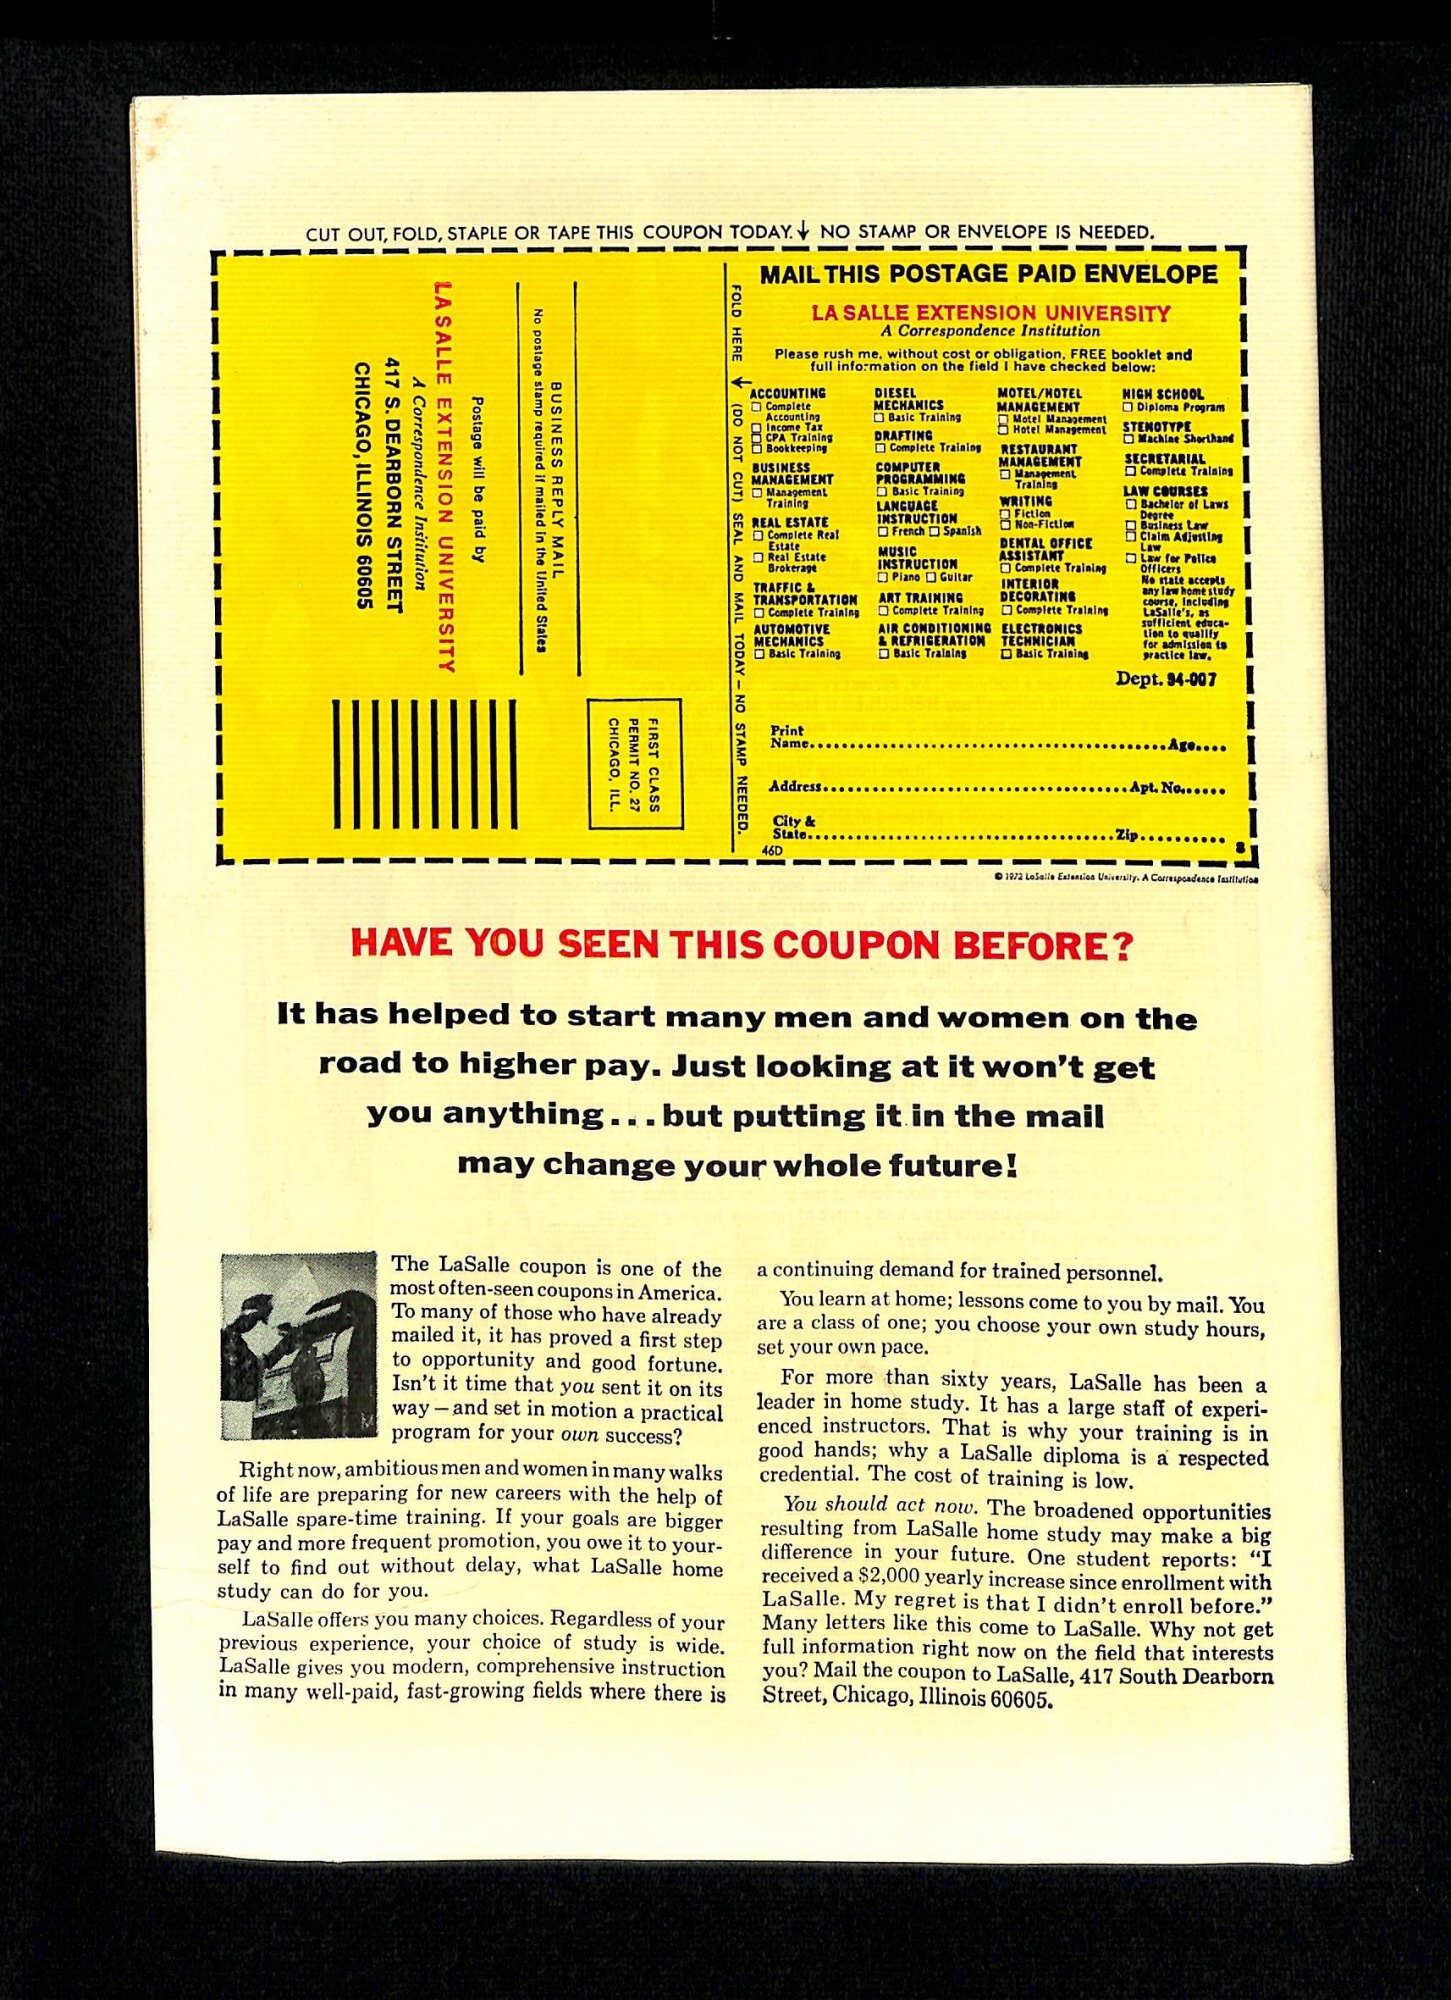 CUT OUT, FOLD, STAPLE OR TAPE THIS COUPON TODAY.↓ NO STAMP OR ENVELOPE IS NEEDED.
FIRST CLASS
PERMIT NO. 27
CHICAGO, ILL.
BUSINESS REPLY MAIL
No postage stamp required if mailed in the United States
Postage will be paid by
LA SALLE EXTENSION UNIVERSITY
A Correspondence Institution
417 S. DEARBORN STREET
CHICAGO, ILLINOIS 60605
FOLD HERE ↓ (DO NOT CUT) SEAL AND MAIL TODAY — NO STAMP NEEDED.
MAIL THIS POSTAGE PAID ENVELOPE
LA SALLE EXTENSION UNIVERSITY
A Correspondence Institution
Please rush me, without cost or obligation, FREE booklet and
full information on the field I have checked below:
ACCOUNTING
☐ Complete
Accounting
☐ Income Tax
☐ CPA Training
☐ Bookkeeping
BUSINESS
MANAGEMENT
☐ Management
Training
REAL ESTATE
☐ Complete Real
Estate
☐ Real Estate
Brokerage
TRAFFIC &
TRANSPORTATION
☐ Complete Training
AUTOMOTIVE
MECHANICS
☐ Basic Training
DIESEL
MECHANICS
☐ Basic Training
DRAFTING
☐ Complete Training
COMPUTER
PROGRAMMING
☐ Basic Training
LANGUAGE
INSTRUCTION
☐ French ☐ Spanish
MUSIC
INSTRUCTION
☐ Piano ☐ Guitar
ART TRAINING
☐ Complete Training
AIR CONDITIONING
& REFRIGERATION
☐ Basic Training
MOTEL/HOTEL
MANAGEMENT
☐ Motel Management
☐ Hotel Management
RESTAURANT
MANAGEMENT
☐ Management
Training
WRITING
☐ Fiction
☐ Non-Fiction
DENTAL OFFICE
ASSISTANT
☐ Complete Training
INTERIOR
DECORATING
☐ Complete Training
ELECTRONICS
TECHNICIAN
☐ Basic Training
HIGH SCHOOL
☐ Diploma Program
STENOTYPE
☐ Machine Shorthand
SECRETARIAL
☐ Complete Training
LAW COURSES
☐ Bachelor of Laws
Degree
☐ Business Law
☐ Claim Adjusting
Law
☐ Law for Police
Officers
No state accepts
any law home study
course, including
LaSalle's, as
sufficient educa-
tion to qualify
for admission to
practice law.
Dept. 94-007
Print
Name.......................................Age....
Address.......................................Apt. No......
City &
State.......................................Zip..........
46D
8
© 1972 LaSalle Extension University. A Correspondence Institution
HAVE YOU SEEN THIS COUPON BEFORE?
It has helped to start many men and women on the
road to higher pay. Just looking at it won't get
you anything...but putting it in the mail
may change your whole future!
The LaSalle coupon is one of the
most often-seen coupons in America.
To many of those who have already
mailed it, it has proved a first step
to opportunity and good fortune.
Isn't it time that you sent it on its
way — and set in motion a practical
program for your own success?
Right now, ambitious men and women in many walks
of life are preparing for new careers with the help of
LaSalle spare-time training. If your goals are bigger
pay and more frequent promotion, you owe it to your-
self to find out without delay, what LaSalle home
study can do for you.
LaSalle offers you many choices. Regardless of your
previous experience, your choice of study is wide.
LaSalle gives you modern, comprehensive instruction
in many well-paid, fast-growing fields where there is
a continuing demand for trained personnel.
You learn at home; lessons come to you by mail. You
are a class of one; you choose your own study hours,
set your own pace.
For more than sixty years, LaSalle has been a
leader in home study. It has a large staff of experi-
enced instructors. That is why your training is in
good hands; why a LaSalle diploma is a respected
credential. The cost of training is low.
You should act now. The broadened opportunities
resulting from LaSalle home study may make a big
difference in your future. One student reports: “I
received a $2,000 yearly increase since enrollment with
LaSalle. My regret is that I didn't enroll before.”
Many letters like this come to LaSalle. Why not get
full information right now on the field that interests
you? Mail the coupon to LaSalle, 417 South Dearborn
Street, Chicago, Illinois 60605.